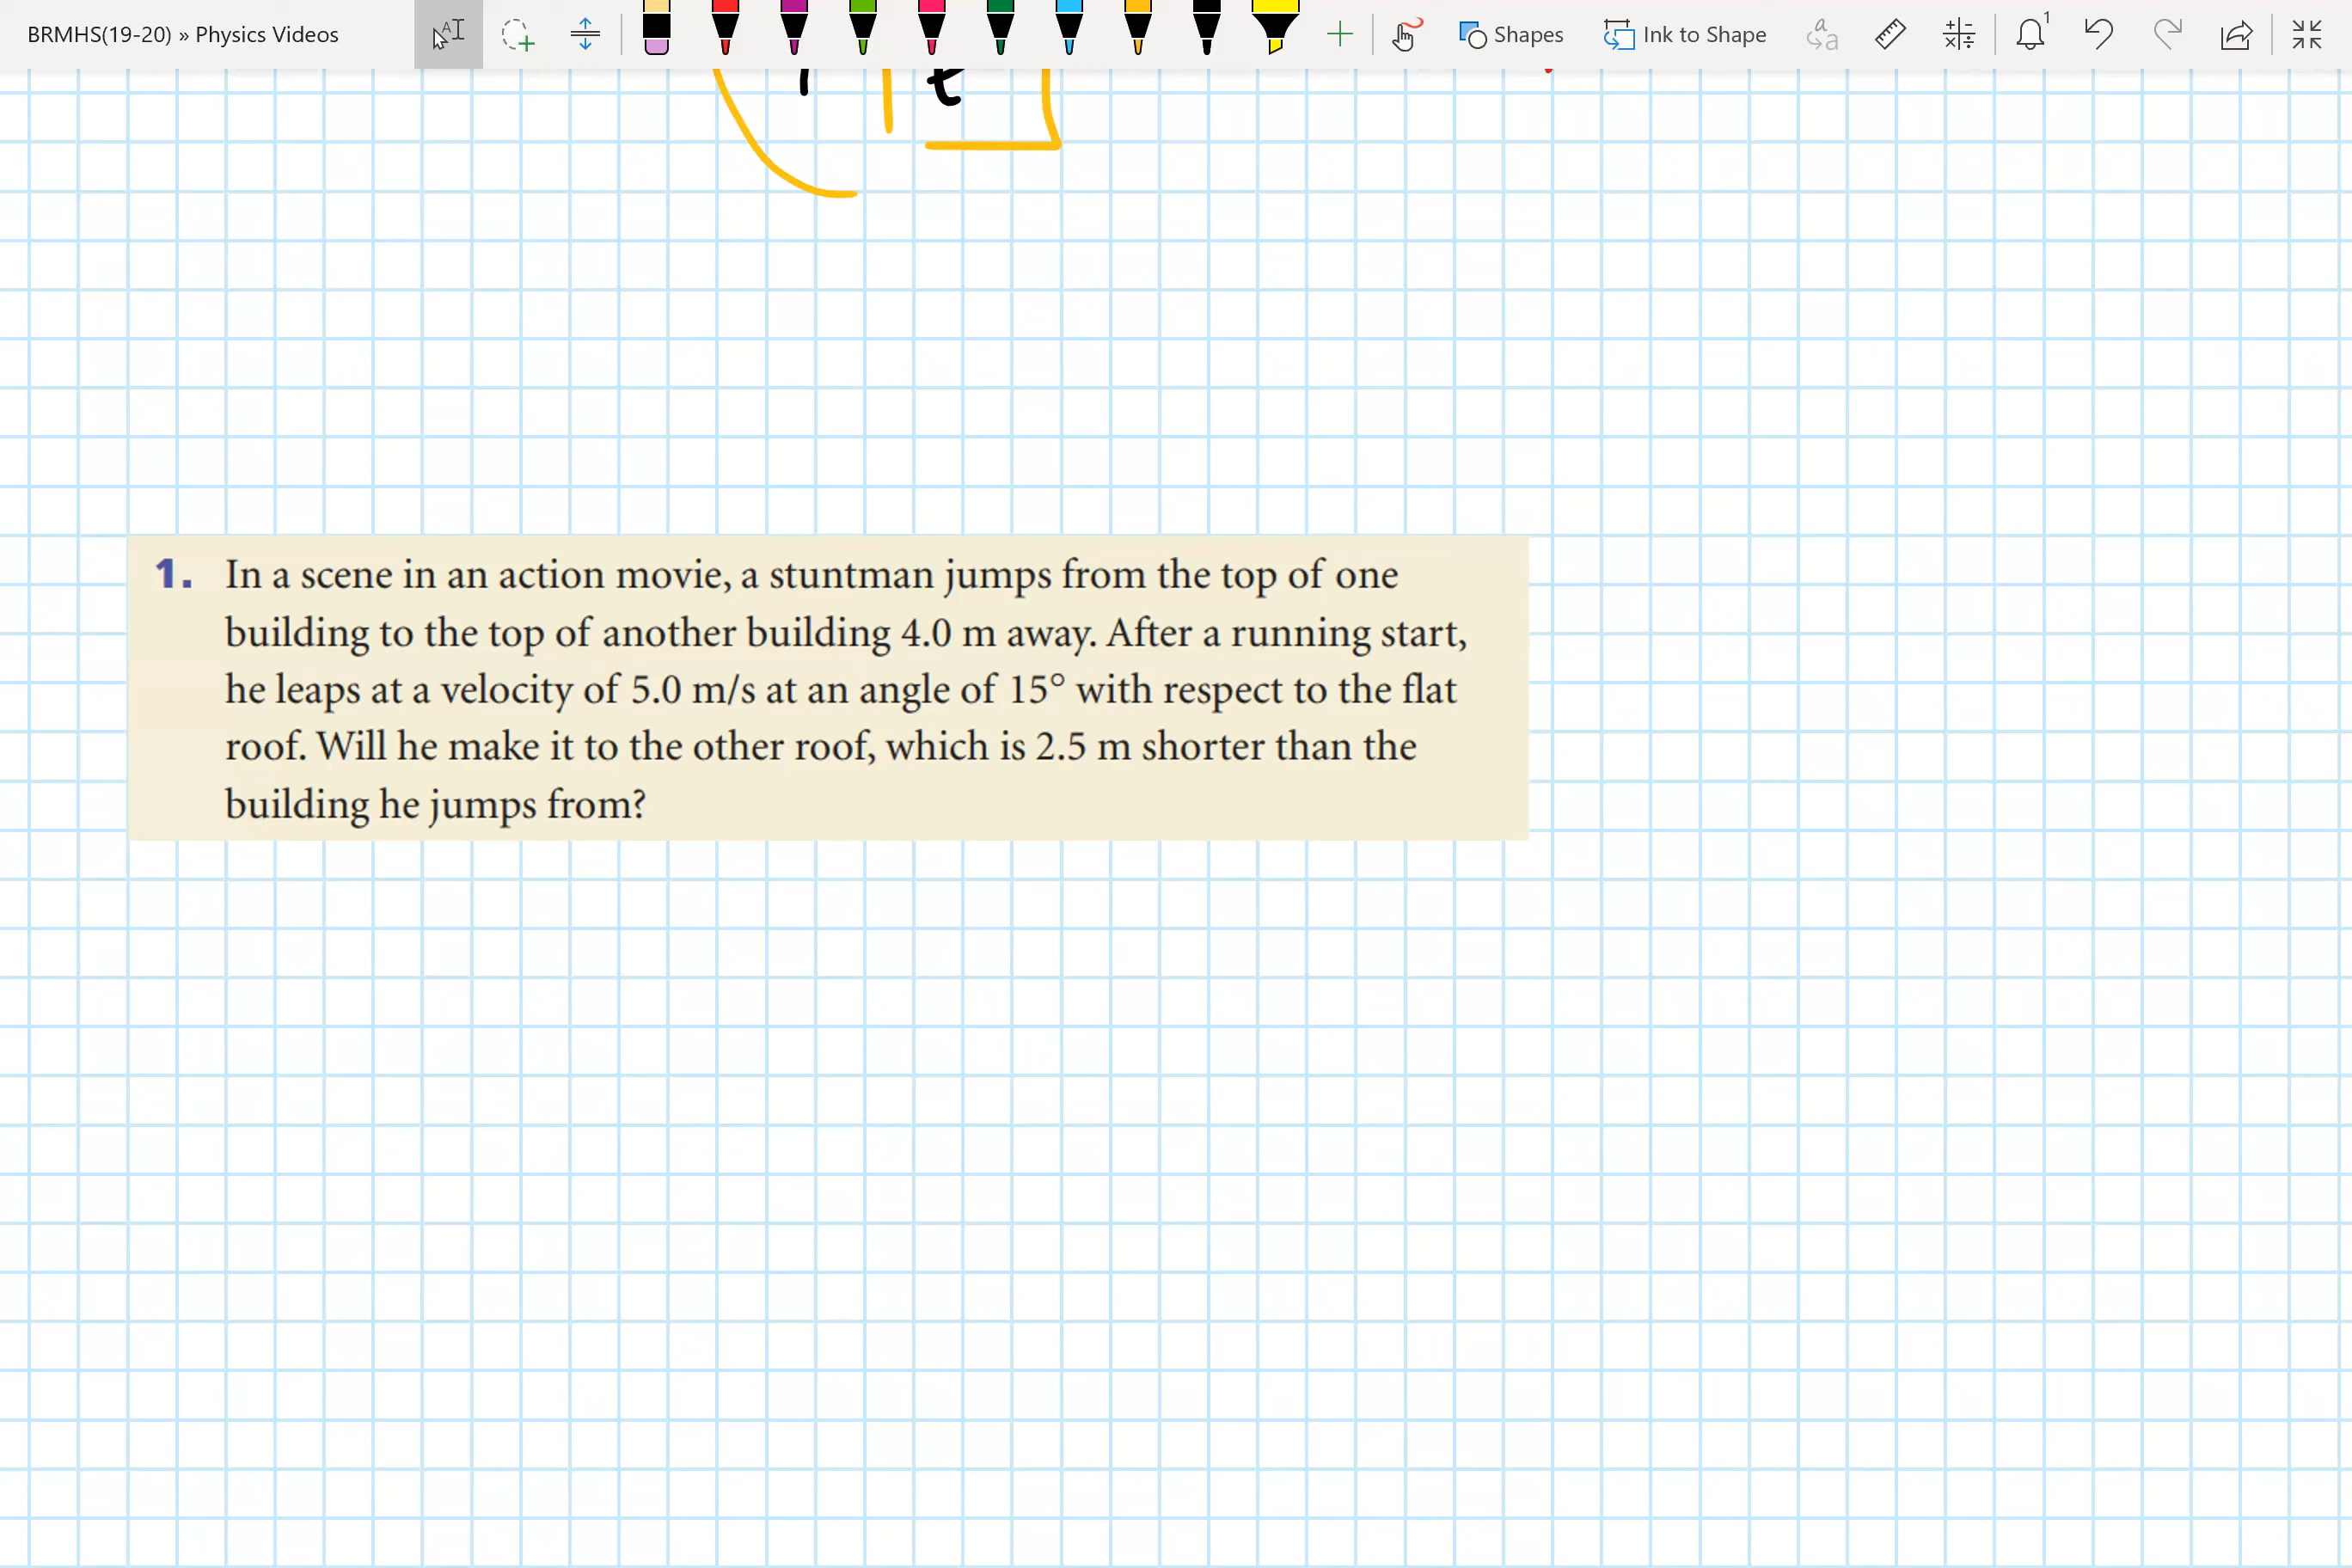 BRMHS(19-20) » Physics Videos
Shapes
Ink to Shape
1
t
1. In a scene in an action movie, a stuntman jumps from the top of one
building to the top of another building 4.0 m away. After a running start,
he leaps at a velocity of 5.0 m/s at an angle of 15° with respect to the flat
roof. Will he make it to the other roof, which is 2.5 m shorter than the
building he jumps from?